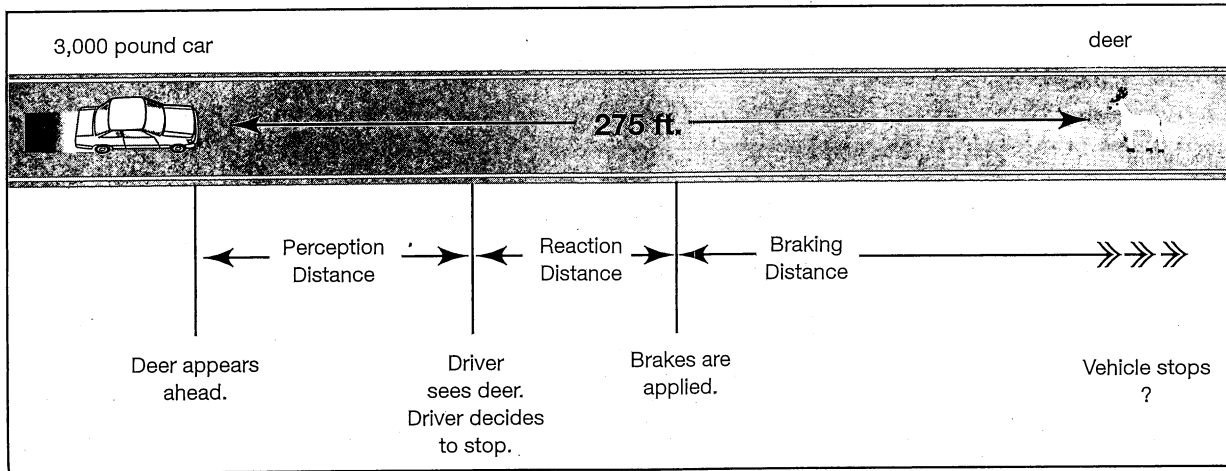 3,000 pound car
deer
275 ft.
Perception
Distance
Reaction
Distance
Braking
Distance
Deer appears
ahead.
Driver
sees deer.
Driver decides
to stop.
Brakes are
applied.
Vehicle stops
?